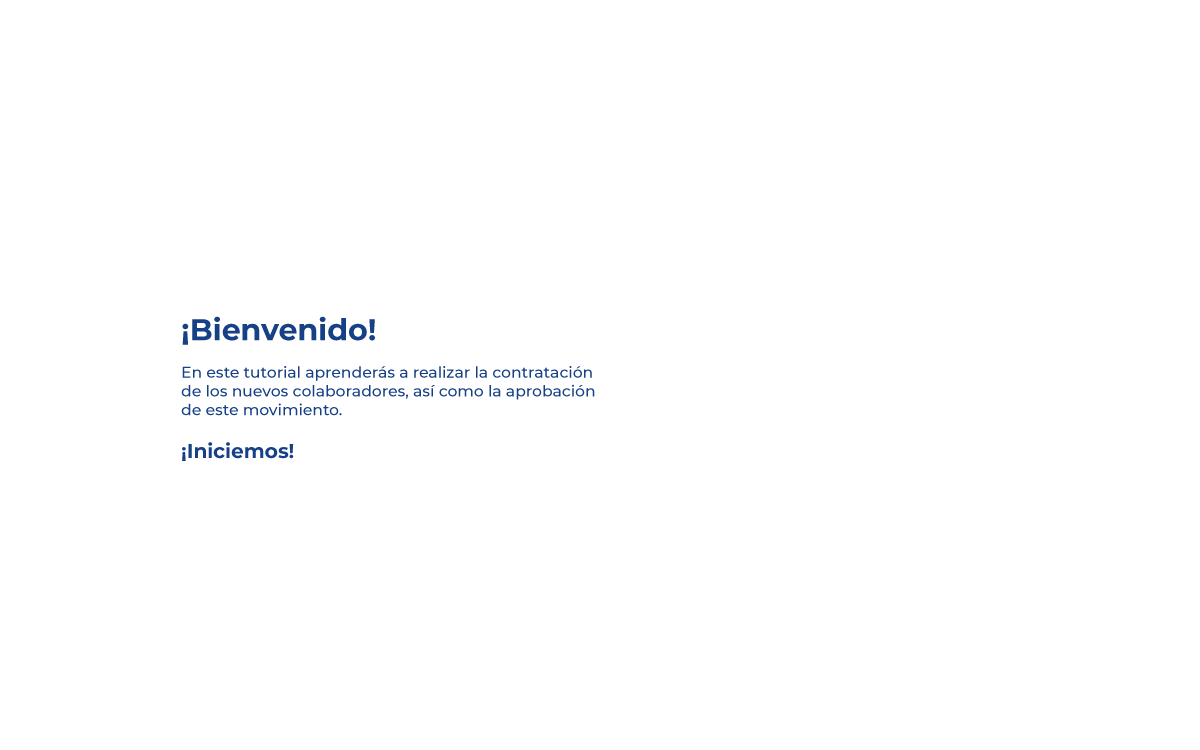 ¡Bienvenido!
En este tutorial aprenderás a realizar la contratación
de los nuevos colaboradores, así como la aprobación
de este movimiento.
¡Iniciemos!